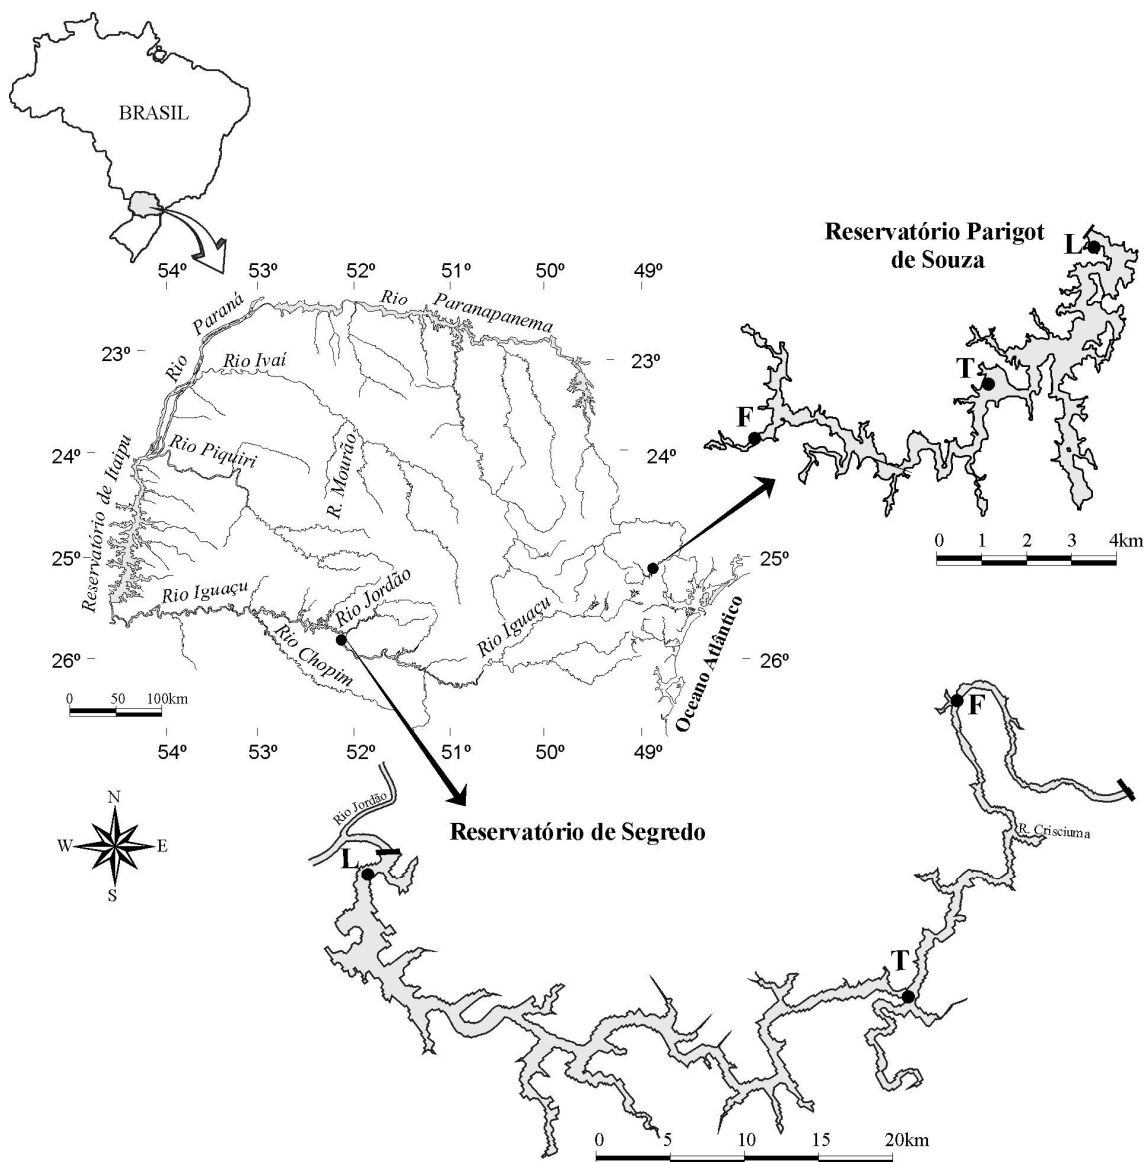 BRASIL
54º
53º
52º
51º
50º
49º
Rio Paraná
Rio Paranapanema
23º
23º
Rio Ivaí
R. Mourão
Rio Piquiri
24º
24º
Reservatório de Itaipu
25º
25º
Rio Iguaçu
Rio Jordão
Rio Chopim
Rio Iguaçu
Oceano Atlântico
26º
26º
0 50 100km
54º
53º
52º
51º
50º
49º
Reservatório Parigot
de Souza
L
T
F
0 1 2 3 4km
N
W
E
S
Reservatório de Segredo
Rio Jordão
L
F
R. Crisciuma
T
0 5 10 15 20km